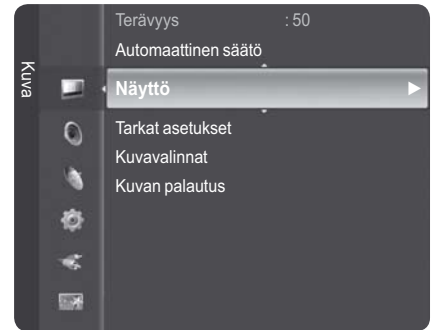 Kuva
Terävyys : 50
Automaattinen säätö
Näyttö
Tarkat asetukset
Kuvavalinnat
Kuvan palautus